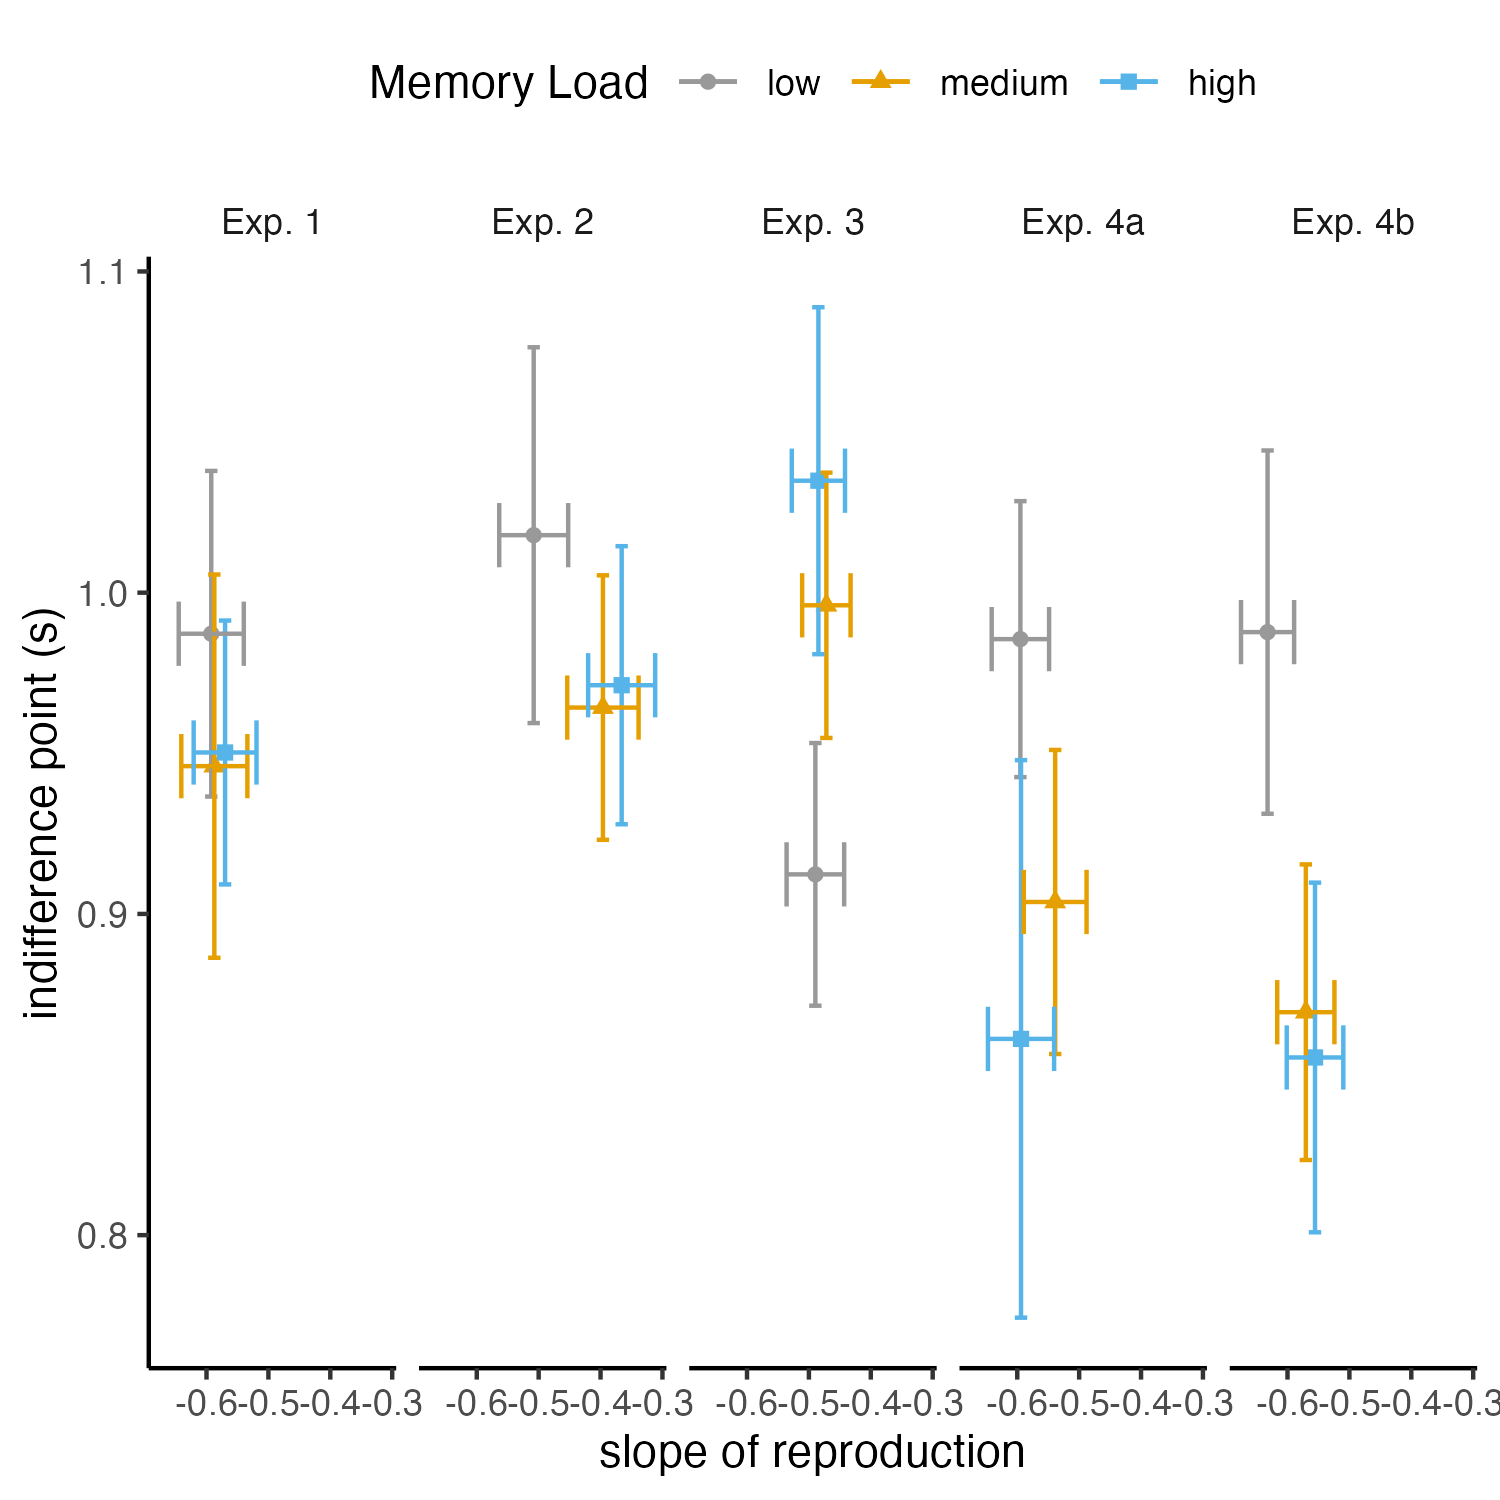 Memory Load low medium high
Exp. 1 Exp. 2 Exp. 3 Exp. 4a Exp. 4b
1.1
1.0
0.9
0.8
indifference point (s)
-0.6 -0.5 -0.4 -0.3 -0.6 -0.5 -0.4 -0.3 -0.6 -0.5 -0.4 -0.3 -0.6 -0.5 -0.4 -0.3 -0.6 -0.5 -0.4 -0.3
slope of reproduction